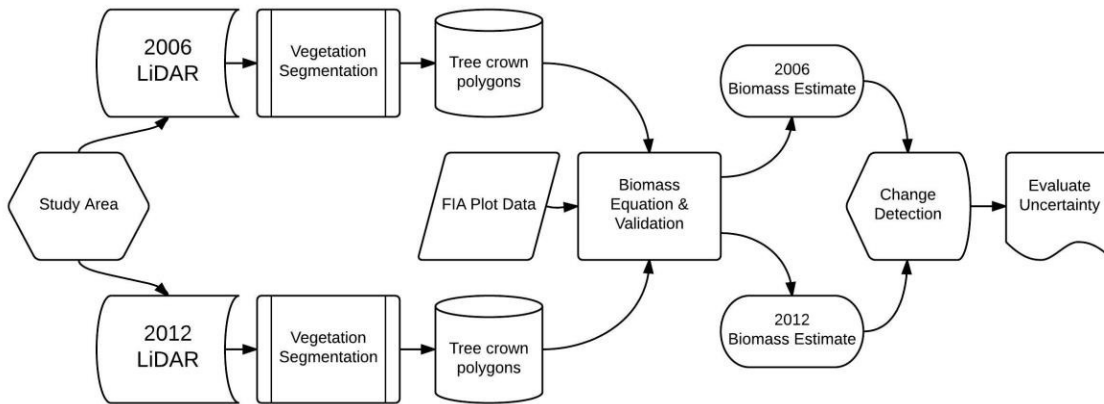 2006
LiDAR
Vegetation
Segmentation
Tree crown
polygons
2006
Biomass Estimate
Study Area
FIA Plot Data
Biomass
Equation &
Validation
Change
Detection
Evaluate
Uncertainty
2012
LiDAR
Vegetation
Segmentation
Tree crown
polygons
2012
Biomass Estimate